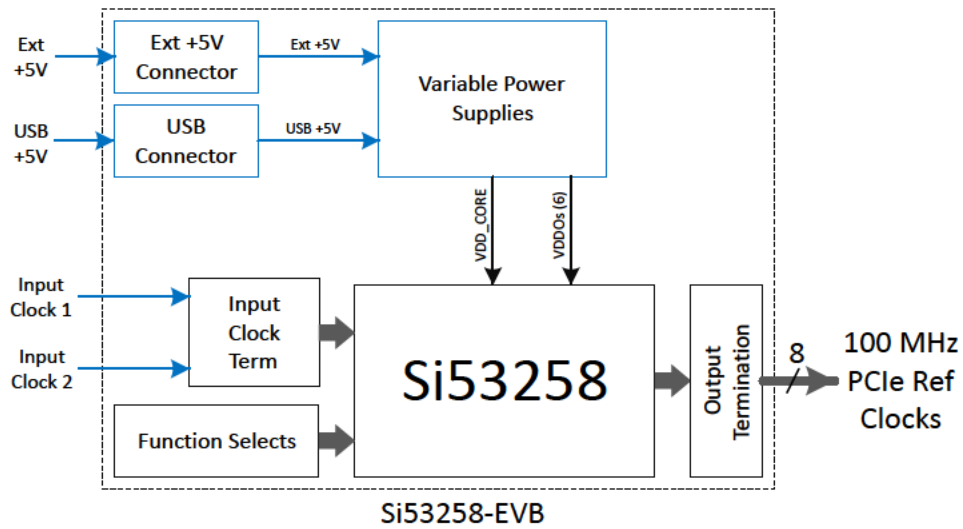 Ext
+5V
Ext +5V
Connector
Ext +5V
Variable Power
Supplies
USB
+5V
USB
Connector
USB +5V
VDD_CORE
VDDOs (6)
Input
Clock 1
Input
Clock 2
Input
Clock
Term
Function Selects
Si53258
Output
Termination
8
100 MHz
PCIe Ref
Clocks
Si53258-EVB